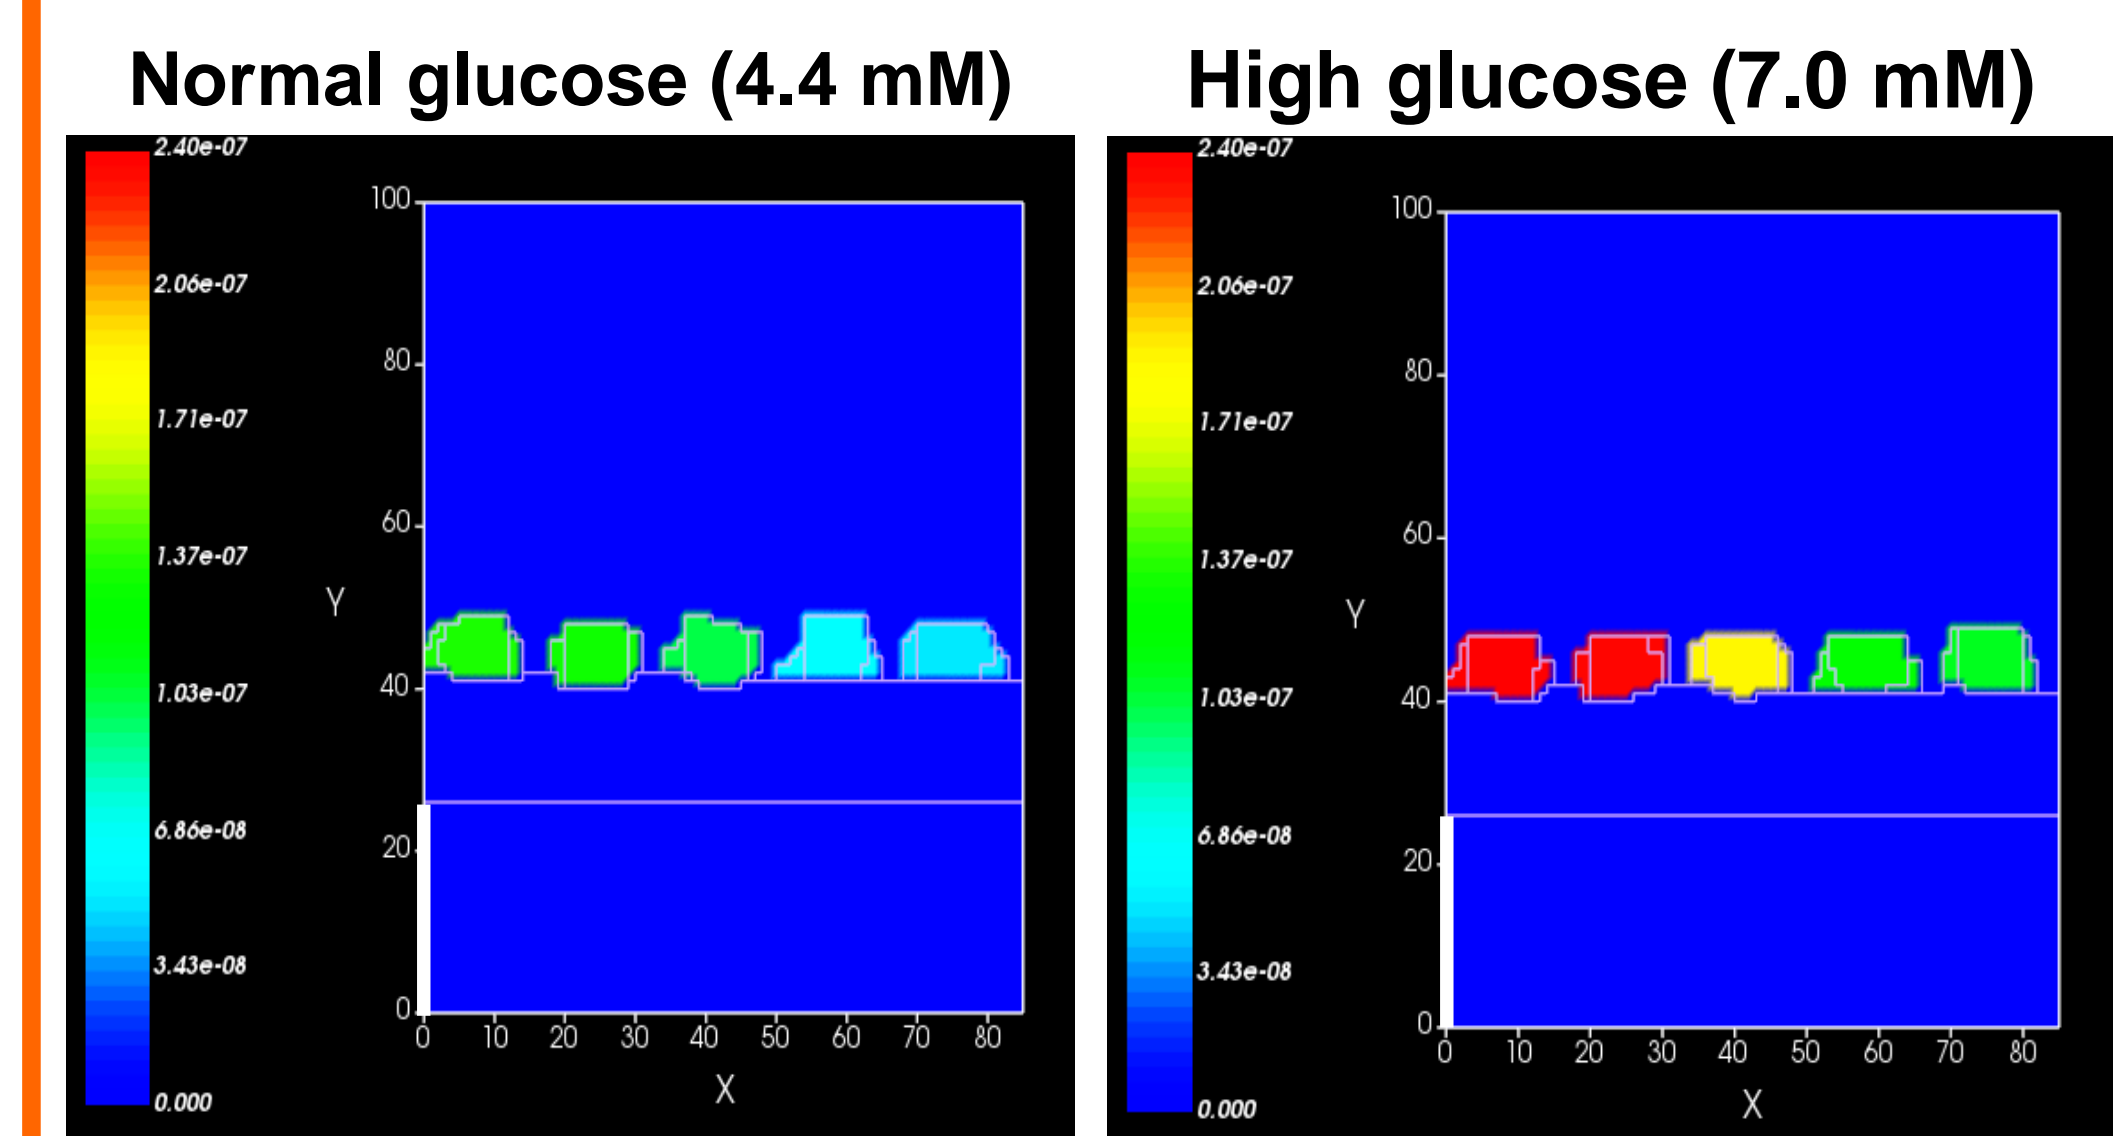 Normal glucose (4.4 mM)
2.40e-07
2.06e-07
1.71e-07
1.37e-07
1.03e-07
6.86e-08
3.43e-08
0.000
100
80
60
40
20
0
Y
0 10 20 30 40 50 60 70 80
X
High glucose (7.0 mM)
2.40e-07
2.06e-07
1.71e-07
1.37e-07
1.03e-07
6.86e-08
3.43e-08
0.000
100
80
60
40
20
0
Y
0 10 20 30 40 50 60 70 80
X